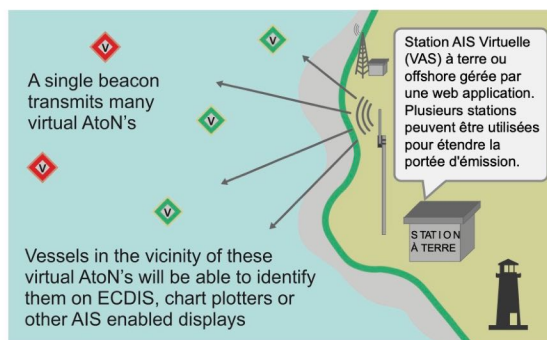 V
V
A single beacon
transmits many
virtual AtoN's
V
V
V
Vessels in the vicinity of these
virtual AtoN's will be able to identify
them on ECDIS, chart plotters or
other AIS enabled displays
Station AIS Virtuelle
(VAS) à terre ou
offshore gérée par
une web application.
Plusieurs stations
peuvent être utilisées
pour étendre la
portée d'émission.
STATION
À TERRE